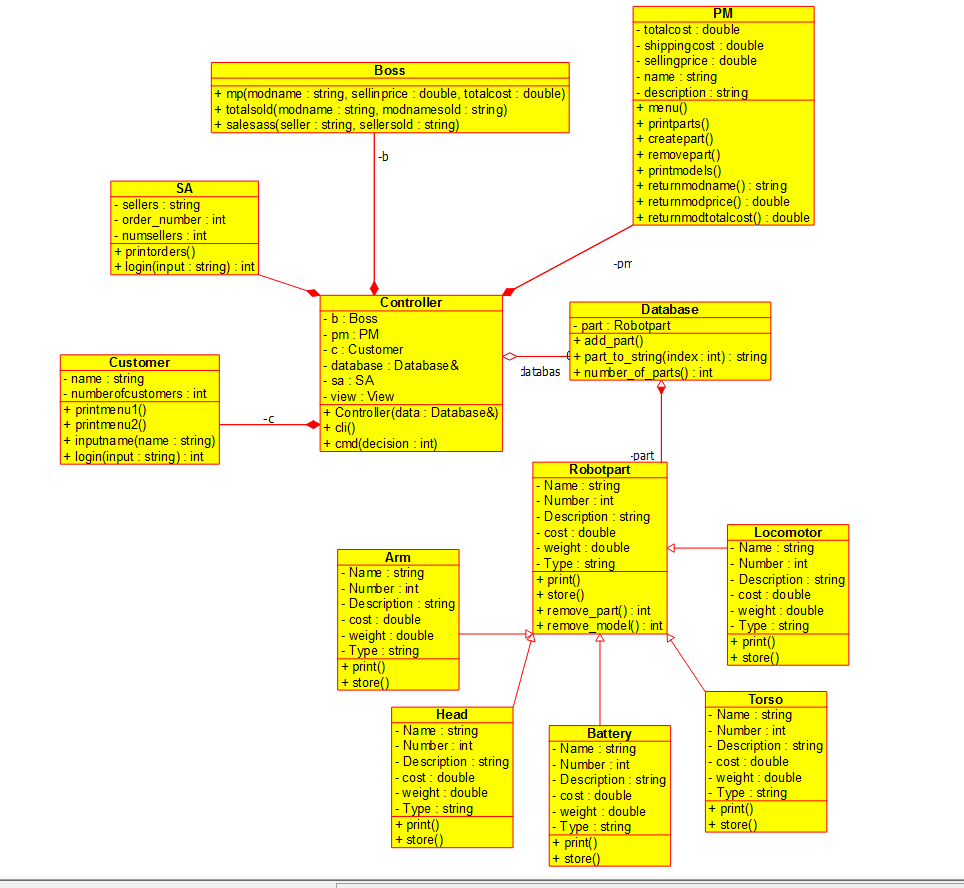 PM
- totalcost : double
- shippingcost : double
- sellingprice : double
- name : string
- description : string
+ menu()
+ printparts()
+ createpart()
+ removepart()
+ printmodels()
+ returnmodname() : string
+ returnmodprice() : double
+ returnmodtotalcost() : double
Boss
+ mp(modname : string, sellinprice : double, totalcost : double)
+ totalsold(modname : string, modnamesold : string)
+ salesass(seller : string, sellersold : string)
-b
SA
- sellers : string
- order_number : int
- numsellers : int
+ printorders()
+ login(input : string) : int
-pm
Controller
- b : Boss
- pm : PM
- c : Customer
- database : Database&
- sa : SA
- view : View
+ Controller(data : Database&)
+ cli()
+ cmd(decision : int)
Database
- part : Robotpart
+ add_part()
+ part_to_string(index : int) : string
+ number_of_parts() : int
databas
Customer
- name : string
- numberofcustomers : int
+ printmenu1()
+ printmenu2()
+ inputname(name : string)
+ login(input : string) : int
-c
-part
Robotpart
- Name : string
- Number : int
- Description : string
- cost : double
- weight : double
- Type : string
+ print()
+ store()
+ remove_part() : int
+ remove_model() : int
Locomotor
- Name : string
- Number : int
- Description : string
- cost : double
- weight : double
- Type : string
+ print()
+ store()
Arm
- Name : string
- Number : int
- Description : string
- cost : double
- weight : double
- Type : string
+ print()
+ store()
Head
- Name : string
- Number : int
- Description : string
- cost : double
- weight : double
- Type : string
+ print()
+ store()
Battery
- Name : string
- Number : int
- Description : string
- cost : double
- weight : double
- Type : string
+ print()
+ store()
Torso
- Name : string
- Number : int
- Description : string
- cost : double
- weight : double
- Type : string
+ print()
+ store()